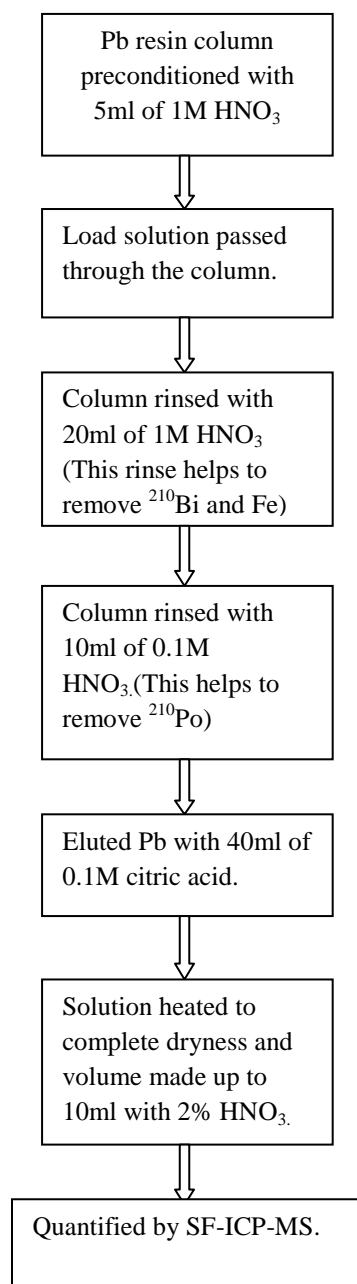 Pb resin column
preconditioned with
5ml of 1M HNO₃
Load solution passed
through the column.
Column rinsed with
20ml of 1M HNO₃
(This rinse helps to
remove ²¹⁰Bi and Fe)
Column rinsed with
10ml of 0.1M
HNO₃.(This helps to
remove ²¹⁰Po)
Eluted Pb with 40ml of
0.1M citric acid.
Solution heated to
complete dryness and
volume made up to
10ml with 2% HNO₃.
Quantified by SF-ICP-MS.